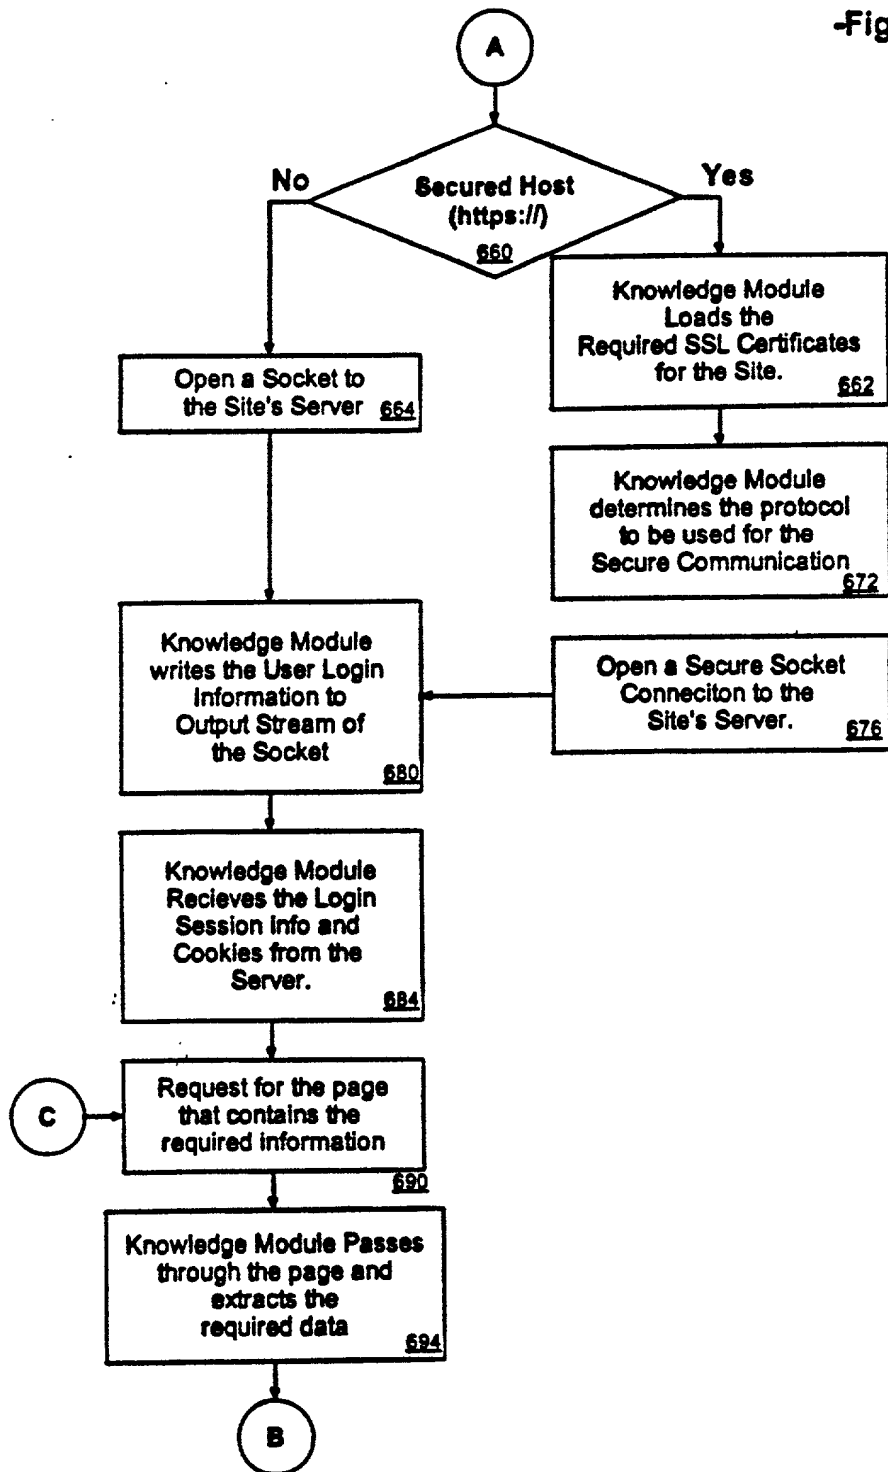 -Fig
A
No
Yes
Secured Host
(https://)
660
Knowledge Module
Loads the
Required SSL Certificates
for the Site.
662
Open a Socket to
the Site's Server
664
Knowledge Module
determines the protocol
to be used for the
Secure Communication
672
Knowledge Module
writes the User Login
Information to
Output Stream of
the Socket
680
Open a Secure Socket
Conneciton to the
Site's Server.
676
Knowledge Module
Recieves the Login
Session info and
Cookies from the
Server.
684
C
Request for the page
that contains the
required information
690
Knowledge Module Passes
through the page and
extracts the
required data
694
B